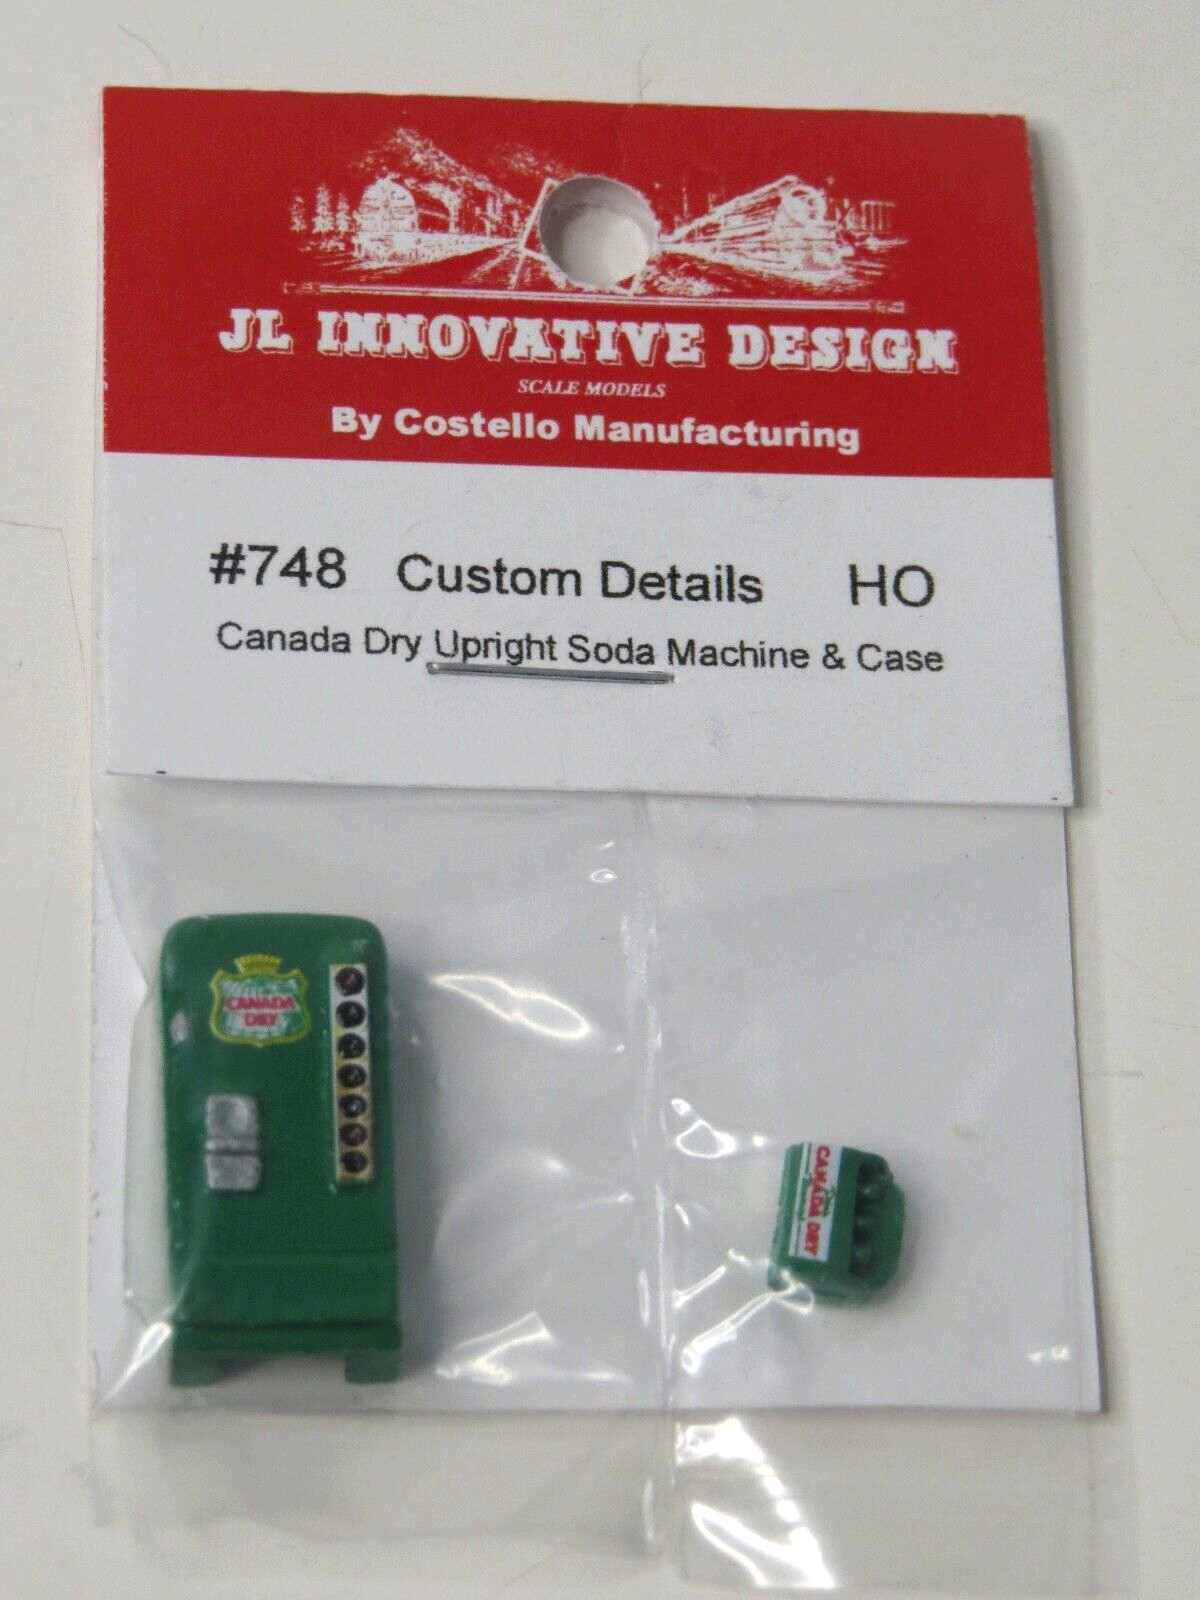 JL INNOVATIVE DESIGN
SCALE MODELS
By Costello Manufacturing
#748 Custom Details HO
Canada Dry Upright Soda Machine & Case
CANADA
DRY
CANADA DRY